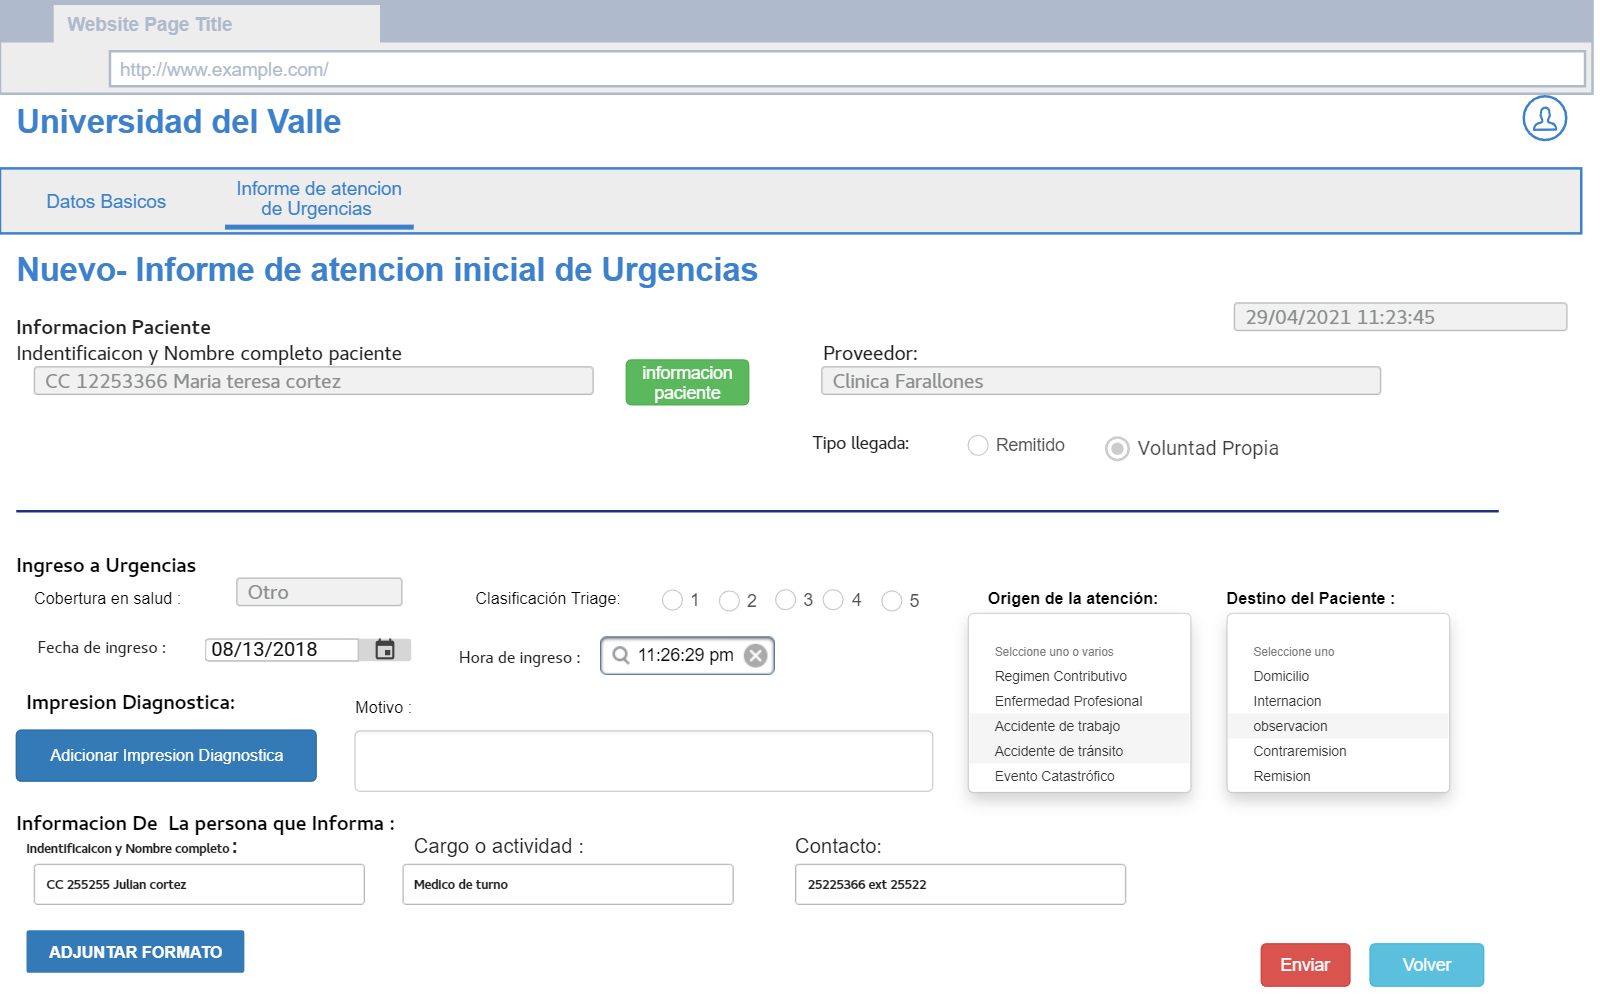 Website Page Title
http://www.example.com/
Universidad del Valle
Datos Basicos
Informe de atencion
de Urgencias
Nuevo- Informe de atencion inicial de Urgencias
29/04/2021 11:23:45
Informacion Paciente
Indentificaicon y Nombre completo paciente
Proveedor:
CC 12253366 Maria teresa cortez
informacion
paciente
Clinica Farallones
Tipo llegada:
Remitido
Voluntad Propia
Ingreso a Urgencias
Cobertura en salud :
Otro
Clasificación Triage:
1
2
3
4
5
Origen de la atención:
Destino del Paciente :
Fecha de ingreso :
08/13/2018
Hora de ingreso :
11:26:29 pm
Selccione uno o varios
Regimen Contributivo
Enfermedad Profesional
Accidente de trabajo
Accidente de tránsito
Evento Catastrófico
Seleccione uno
Domicilio
Internacion
observacion
Contraremision
Remision
Impresion Diagnostica:
Motivo :
Adicionar Impresion Diagnostica
Informacion De  La persona que Informa :
Indentificaicon y Nombre completo :
Cargo o actividad :
Contacto:
CC 255255 Julian cortez
Medico de turno
25225366 ext 25522
ADJUNTAR FORMATO
Enviar
Volver